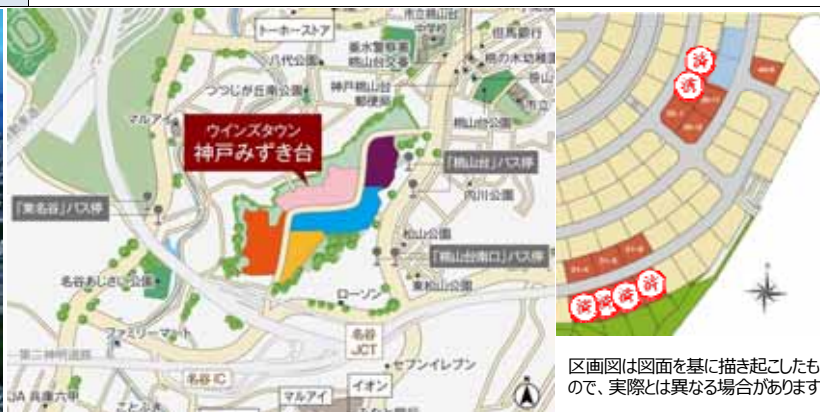 トーホーストア
市立桃山台
中学校
但馬銀行
垂水警察署
桃山台交番
八代公園
桃の木幼稚園
つつじが丘南公園
神戸桃山台
郵便局
市立
マルアイ
桃山台公園
ウインズタウン
神戸みずき台
「桃山台」バス停
内川公園
「東名谷」バス停
松山公園
「桃山台南口」バス停
名谷あじさい公園
東松山公園
ローソン
ファミリーマート
名谷
JCT
第二神明道路
セブンイレブン
名谷IC
イオン
マルアイ
JA 兵庫六甲
済
済
済
済
済
済
区画図は図面を基に描き起こしたも
ので、実際とは異なる場合があります